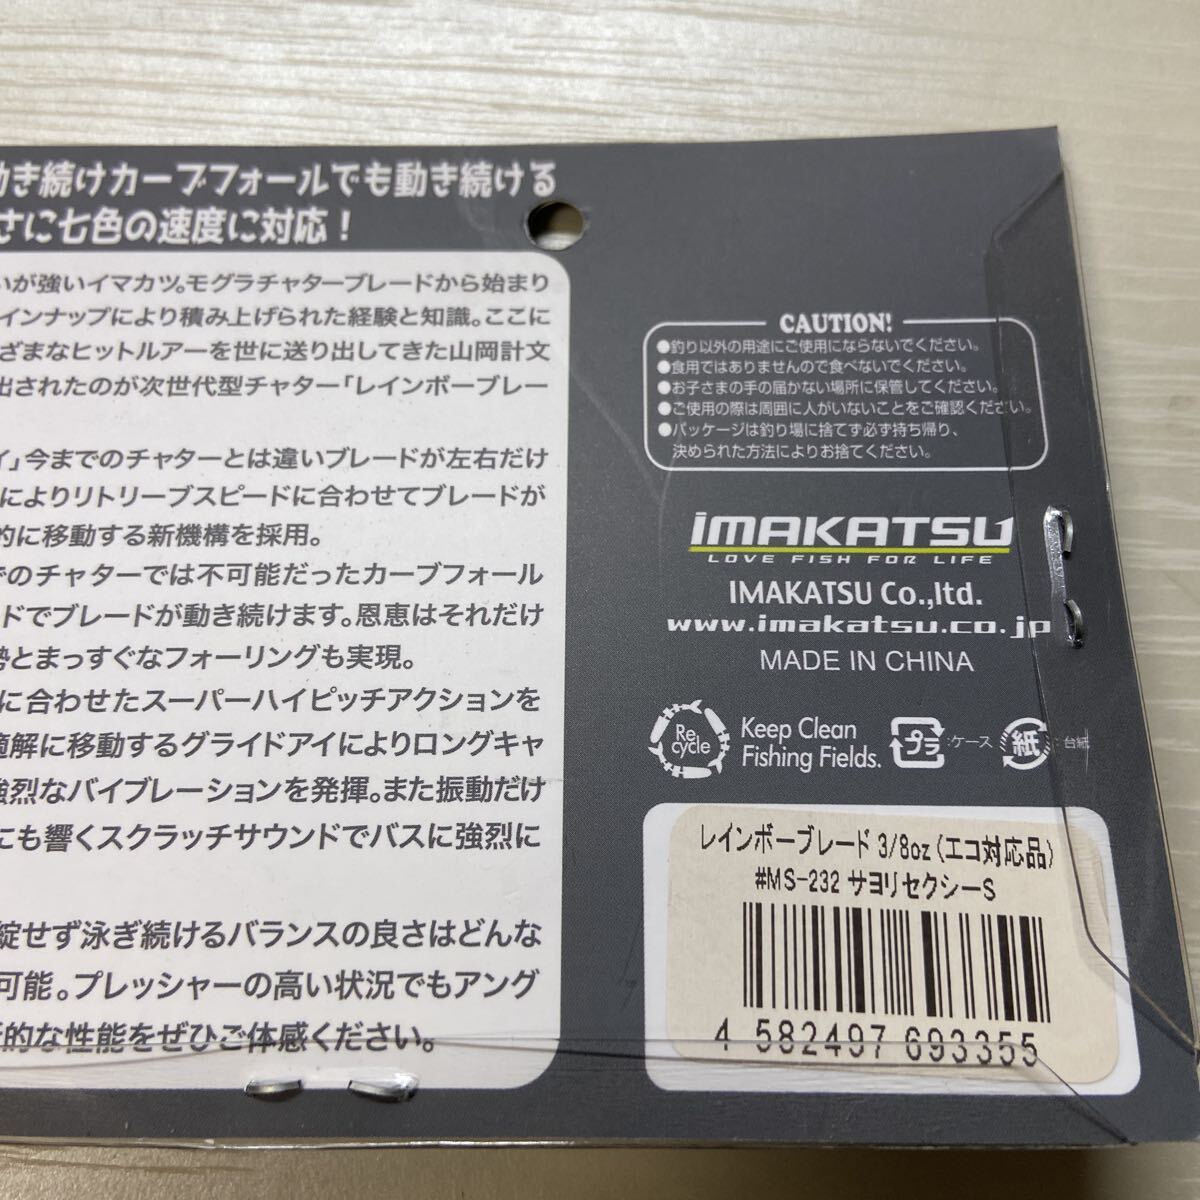 動き続けカーブフォールでも動き続ける
さに七色の速度に対応！
いが強いイマカツ。モグラチャターブレードから始まり
インナップにより積み上げられた経験と知識。ここに
ざまなヒットルアーを世に送り出してきた山岡計文
出されたのが次世代型チャター「レインボーブレー
イ」今までのチャターとは違いブレードが左右だけ
によりリトリーブスピードに合わせてブレードが
的に移動する新機構を採用。
でのチャターでは不可能だったカーブフォール
ードでブレードが動き続けます。恩恵はそれだけ
勢とまっすぐなフォーリングも実現。
に合わせたスーパーハイピッチアクションを
適解に移動するグライドアイによりロングキャ
強烈なバイブレーションを発揮。また振動だけ
にも響くスクラッチサウンドでバスに強烈に
綻せず泳ぎ続けるバランスの良さはどんな
可能。プレッシャーの高い状況でもアング
的な性能をぜひご体感ください。
CAUTION!
●釣り以外の用途にご使用にならないでください。
●食用ではありませんので食べないでください。
●お子さまの手の届かない場所に保管してください。
●ご使用の際は周囲に人がいないことをご確認ください。
●パッケージは釣り場に捨てず必ず持ち帰り、
決められた方法によりお捨てください。
IMAKATSU
LOVE FISH FOR LIFE
IMAKATSU Co.,ltd.
www.imakatsu.co.jp
MADE IN CHINA
Re cycle
Keep Clean
Fishing Fields.
プラ :ケース 紙 :台紙
レインボーブレード 3/8oz(エコ対応品)
#MS-232 サヨリセクシーS
4 582497 693355